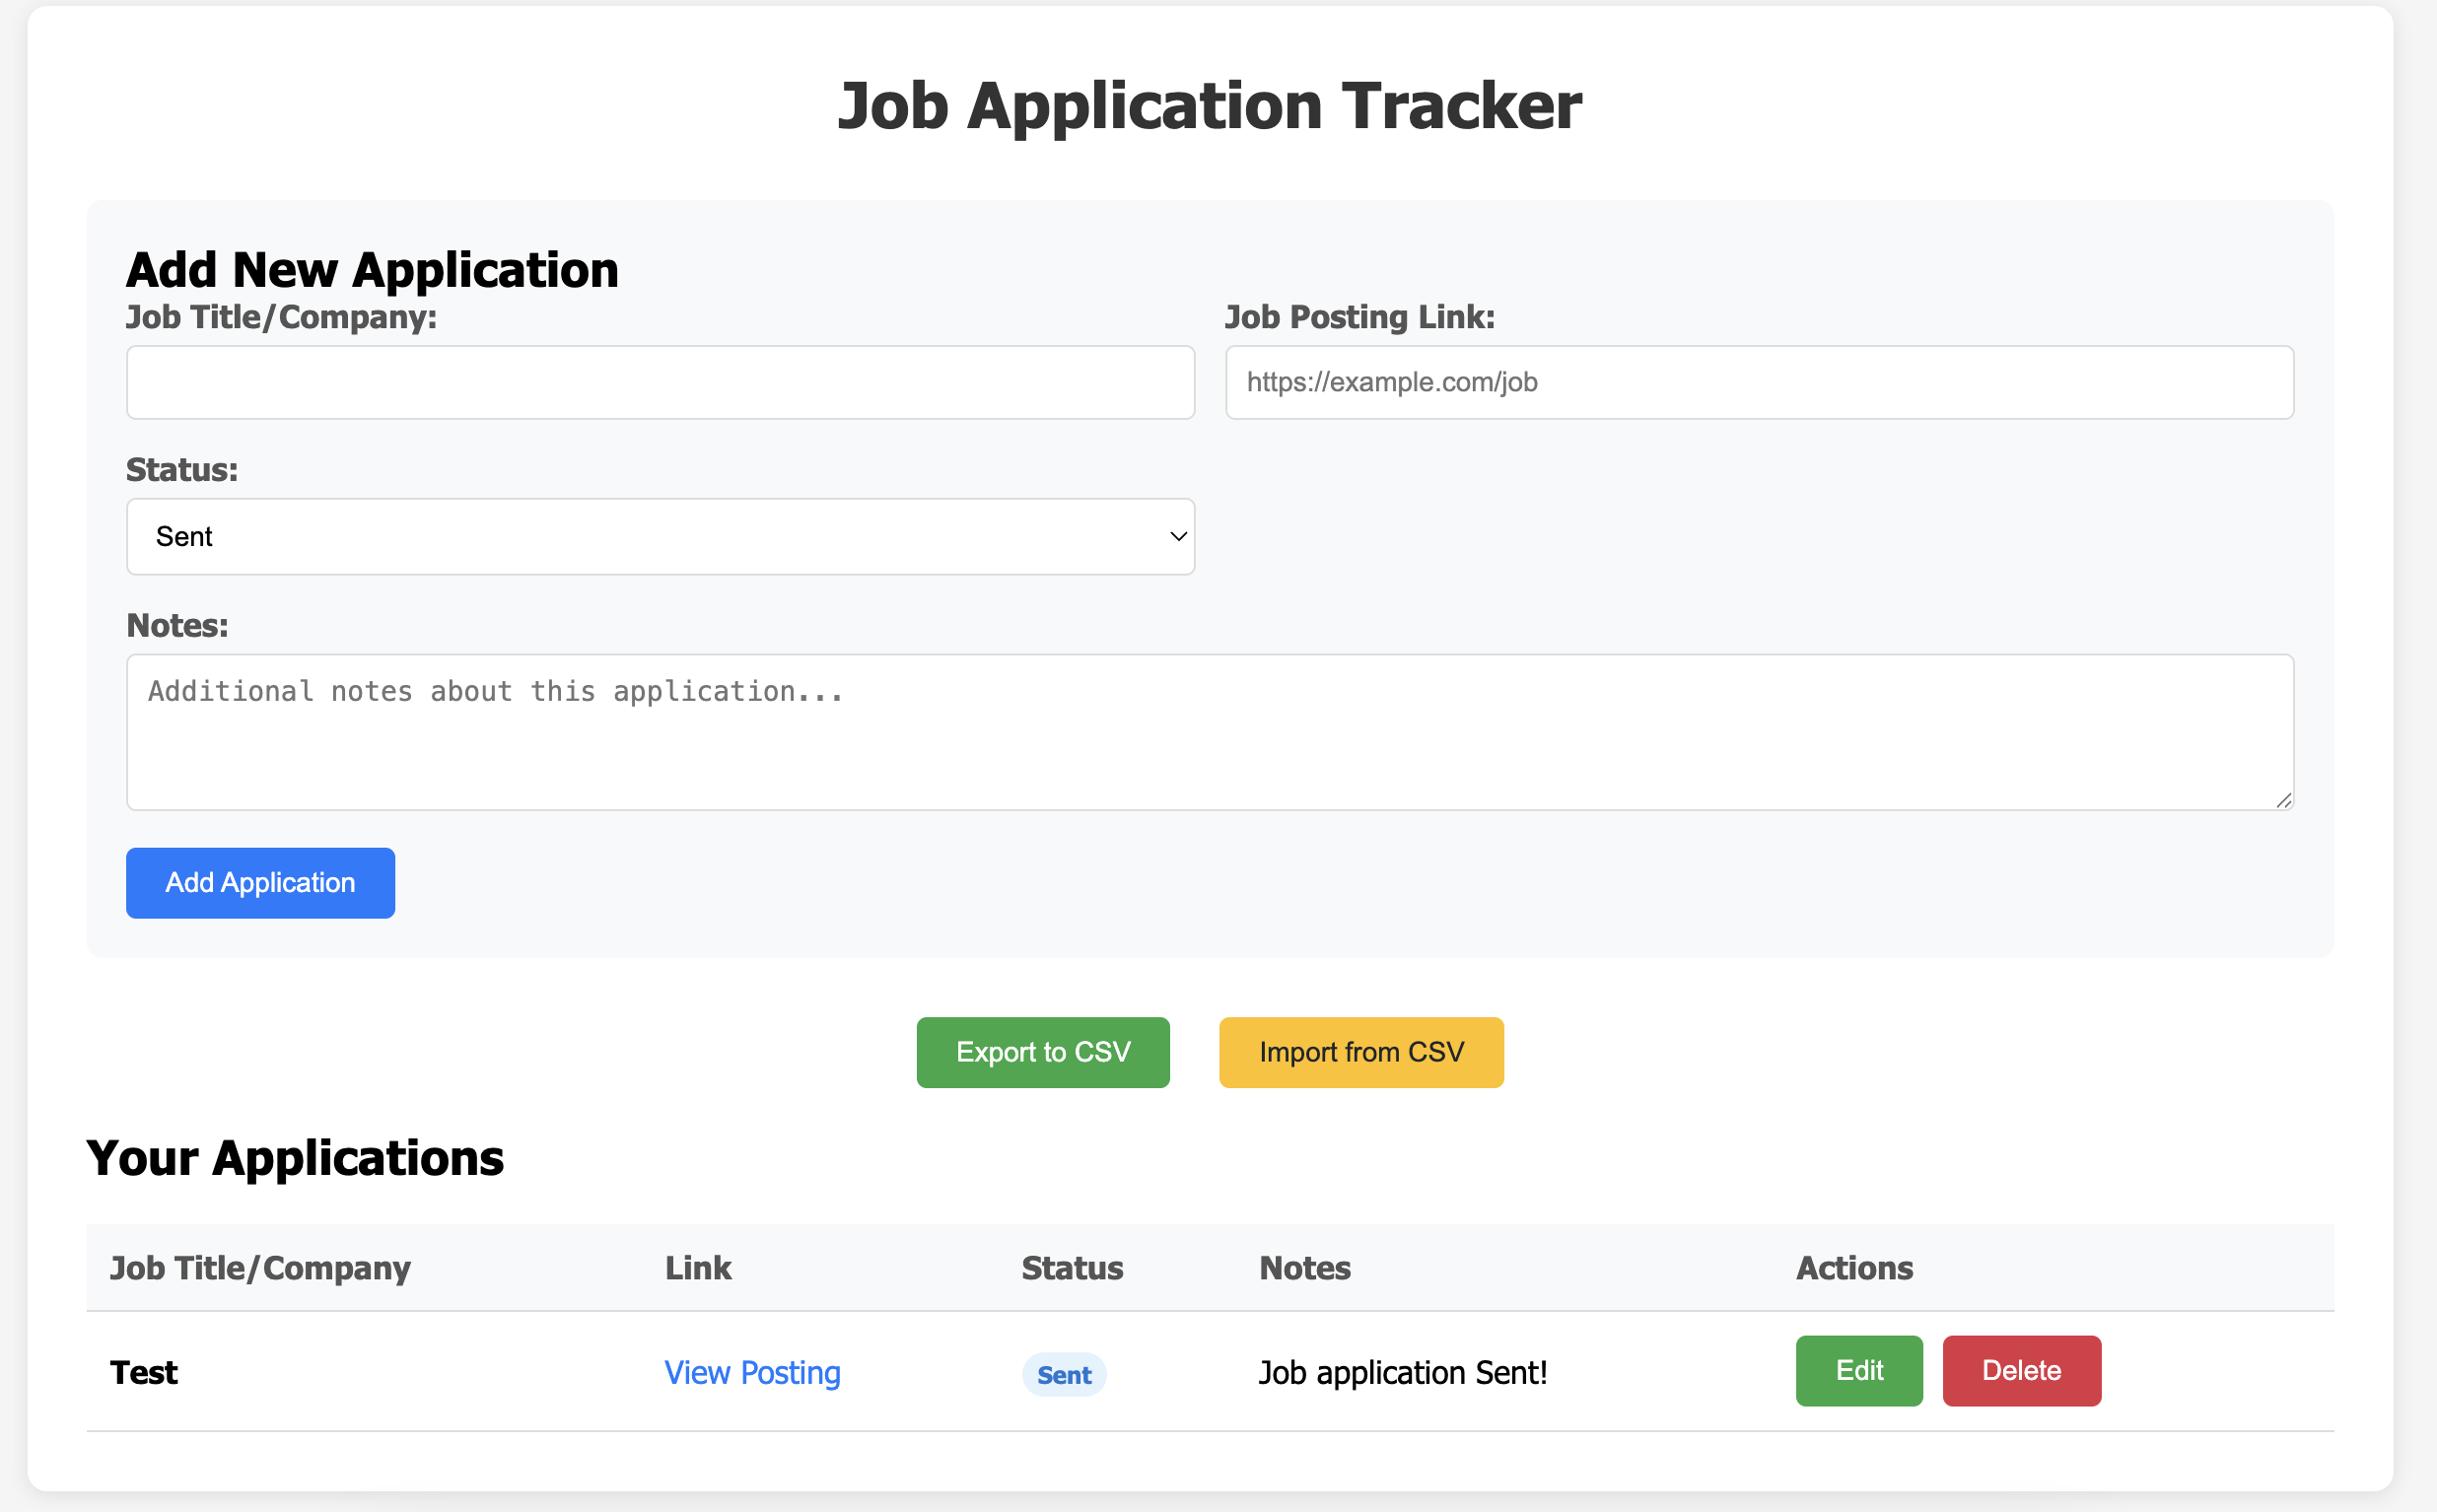 Job Application Tracker
Add New Application
Job Title/Company:
Job Posting Link:
https://example.com/job
Status:
Sent
Notes:
Additional notes about this application...
Add Application
Export to CSV
Import from CSV
Your Applications
Job Title/Company Link Status Notes Actions
Test View Posting Sent Job application Sent! Edit Delete